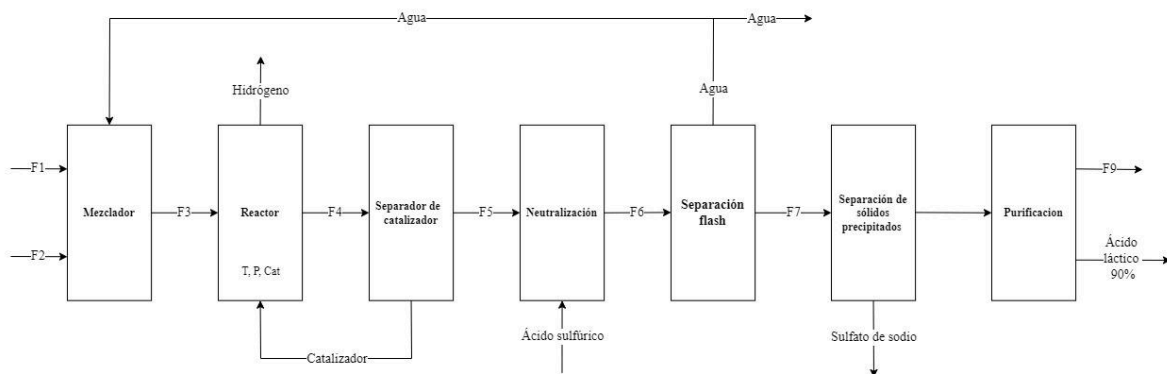 Agua
Agua
Hidrógeno
Agua
F1
F2
Mezclador
F3
Reactor
T, P, Cat
F4
Separador de
catalizador
F5
Neutralización
F6
Separación
flash
F7
Separación de
sólidos
precipitados
Purificacion
F9
Ácido
láctico
90%
Catalizador
Ácido sulfúrico
Sulfato de sodio